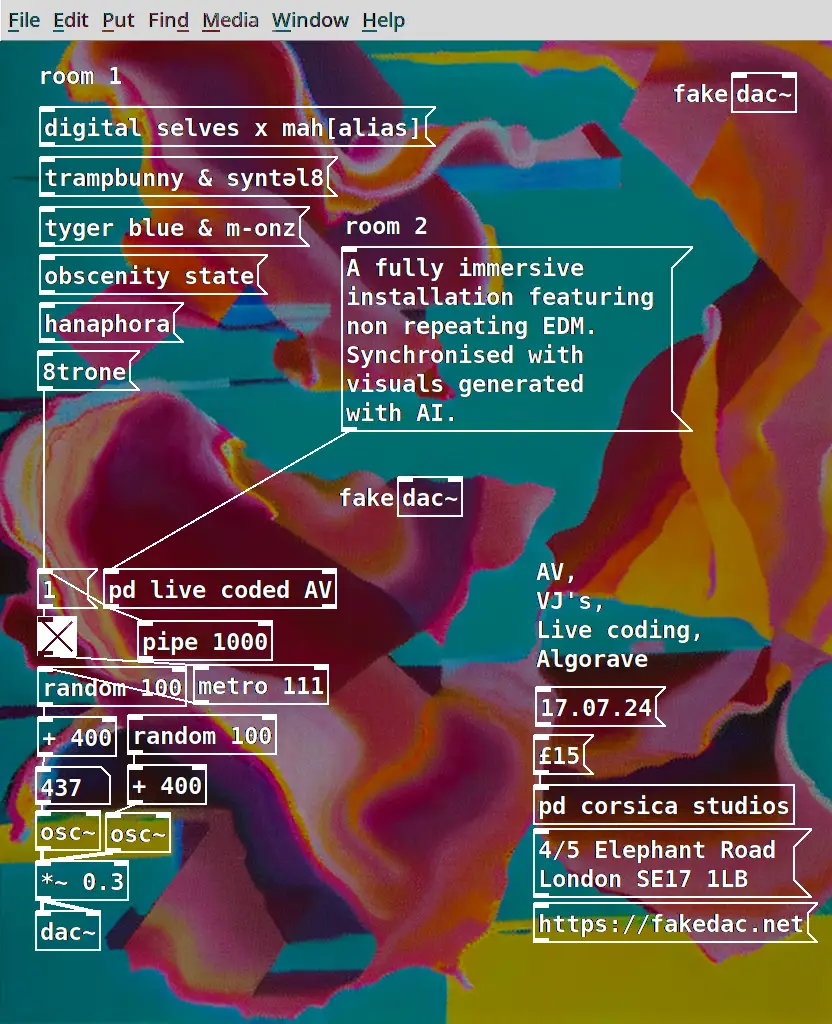 File Edit Put Find Media Window Help
room 1
fake dac~
digital selves x mah[alias]
trampbunny & syntəl8
tyger blue & m-onz
obscenity state
hanaphora
8trone
room 2
A fully immersive
installation featuring
non repeating EDM.
Synchronised with
visuals generated
with AI.
fake dac~
1
pd live coded AV
pipe 1000
random 100
metro 111
+ 400
random 100
437
+ 400
osc~
osc~
*~ 0.3
dac~
AV,
VJ's,
Live coding,
Algorave
17.07.24
£15
pd corsica studios
4/5 Elephant Road
London SE17 1LB
https://fakedac.net